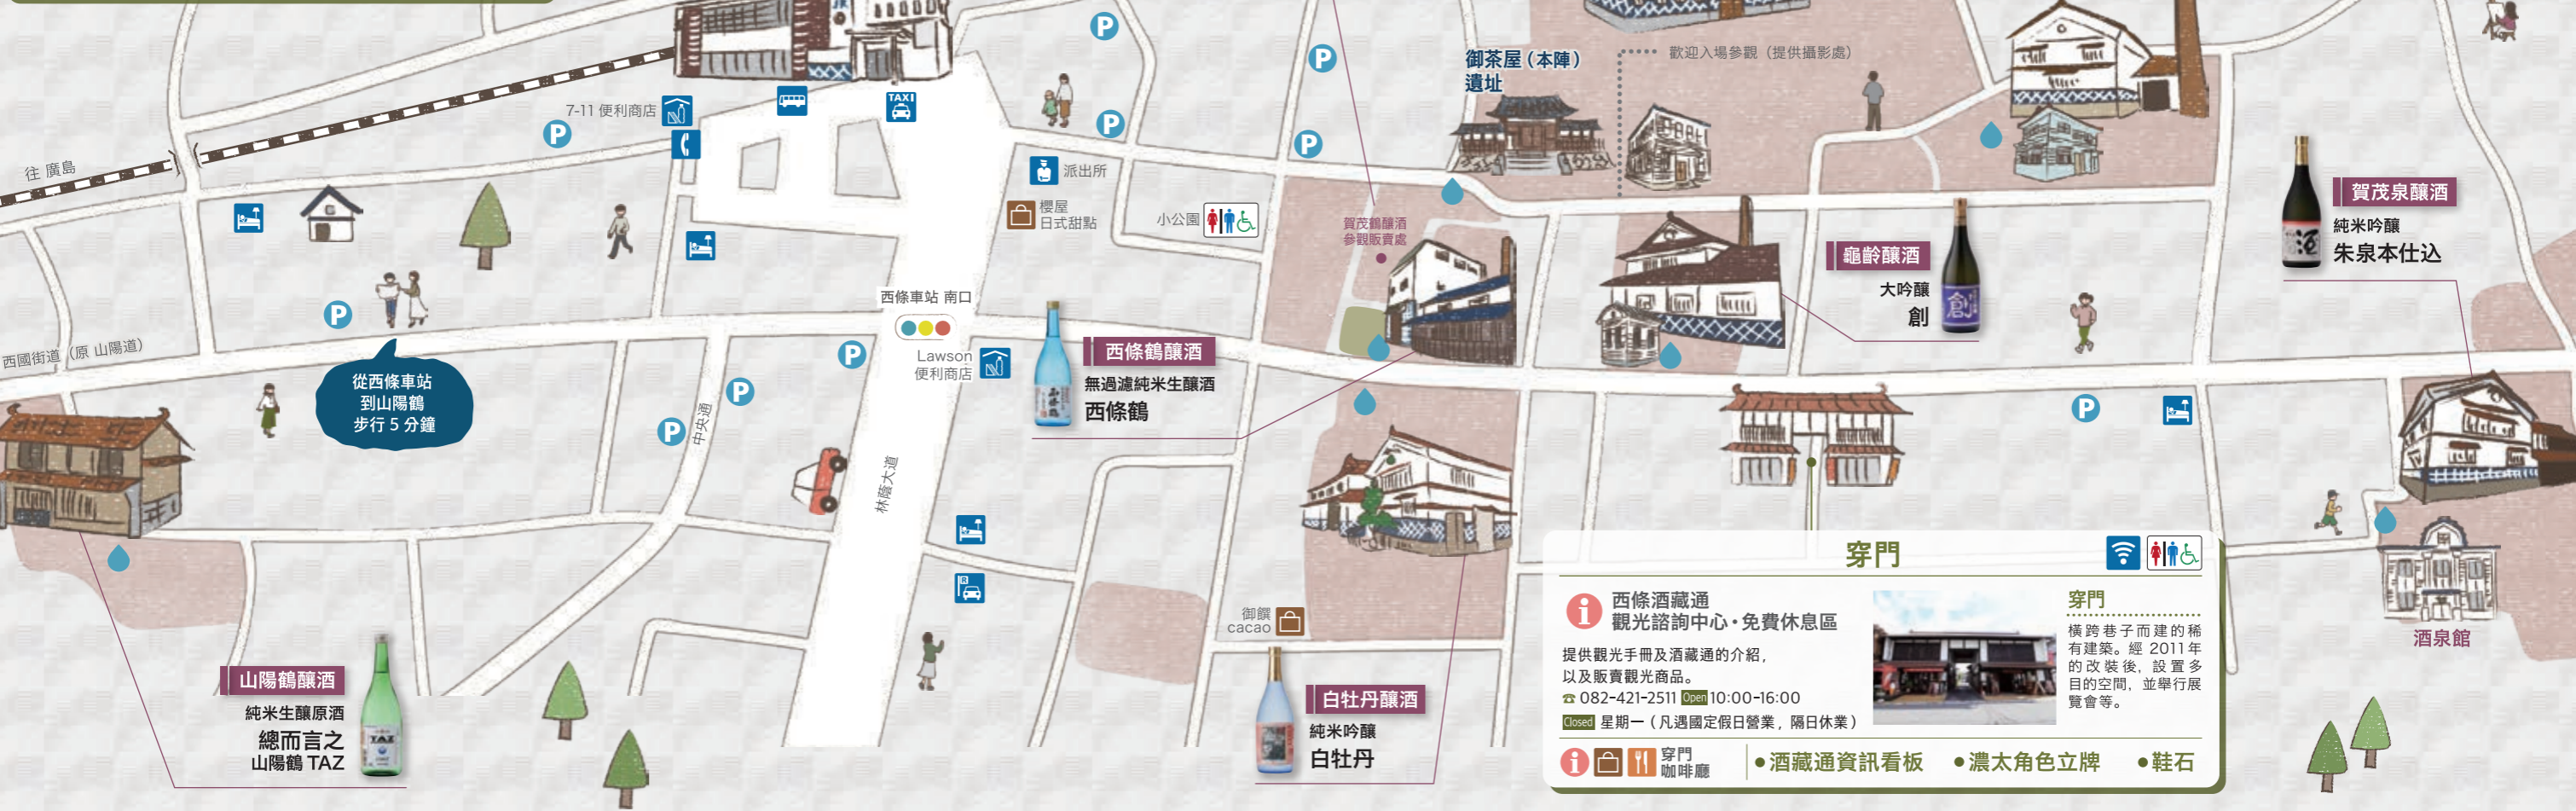 御茶屋（本陣）
遺址
歡迎入場參觀（提供攝影處）
7-11 便利商店
TAXI
P
P
P
P
P
往 廣島
派出所
櫻屋
日式甜點
小公園
賀茂鶴釀酒
參觀販賣處
龜齡釀酒
大吟釀
創
賀茂泉釀酒
純米吟釀
朱泉本仕込
西條車站 南口
P
P
P
P
P
西國街道（原 山陽道）
從西條車站
到山陽鶴
步行 5 分鐘
Lawson
便利商店
西條鶴釀酒
無過濾純米生釀酒
西條鶴
中央通
林蔭大道
山陽鶴釀酒
純米生釀原酒
總而言之
山陽鶴 TAZ
TAZ
R
御饌
cacao
白牡丹釀酒
純米吟釀
白牡丹
酒泉館
穿門
i 西條酒藏通
觀光諮詢中心・免費休息區
提供觀光手冊及酒藏通的介紹，
以及販賣觀光商品。
☎ 082-421-2511 Open 10:00-16:00
Closed 星期一（凡遇國定假日營業，隔日休業）
穿門
橫跨巷子而建的稀
有建築。經 2011年
的改裝後，設置多
目的空間，並舉行展
覽會等。
i 穿門
咖啡廳
●酒藏通資訊看板 ●濃太角色立牌 ●鞋石